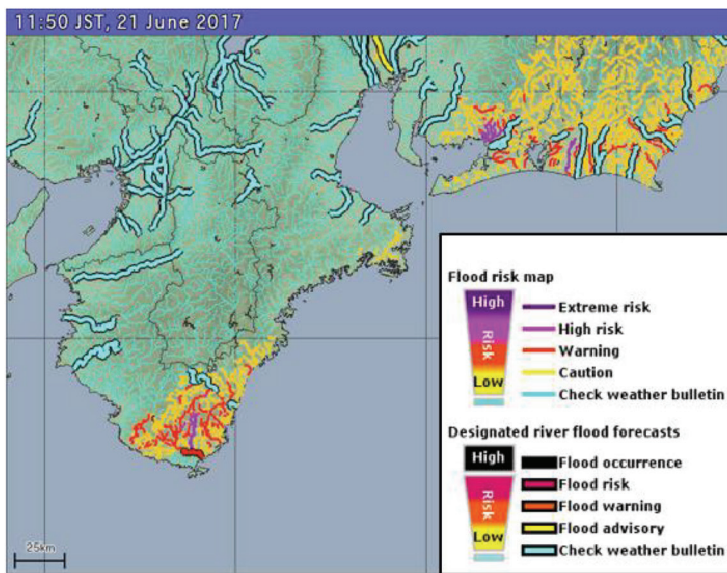 11:50 JST, 21 June 2017
Flood risk map
High
Risk
Low
Extreme risk
High risk
Warning
Caution
Check weather bulletin
Designated river flood forecasts
High
Risk
Low
Flood occurrence
Flood risk
Flood warning
Flood advisory
Check weather bulletin
25km